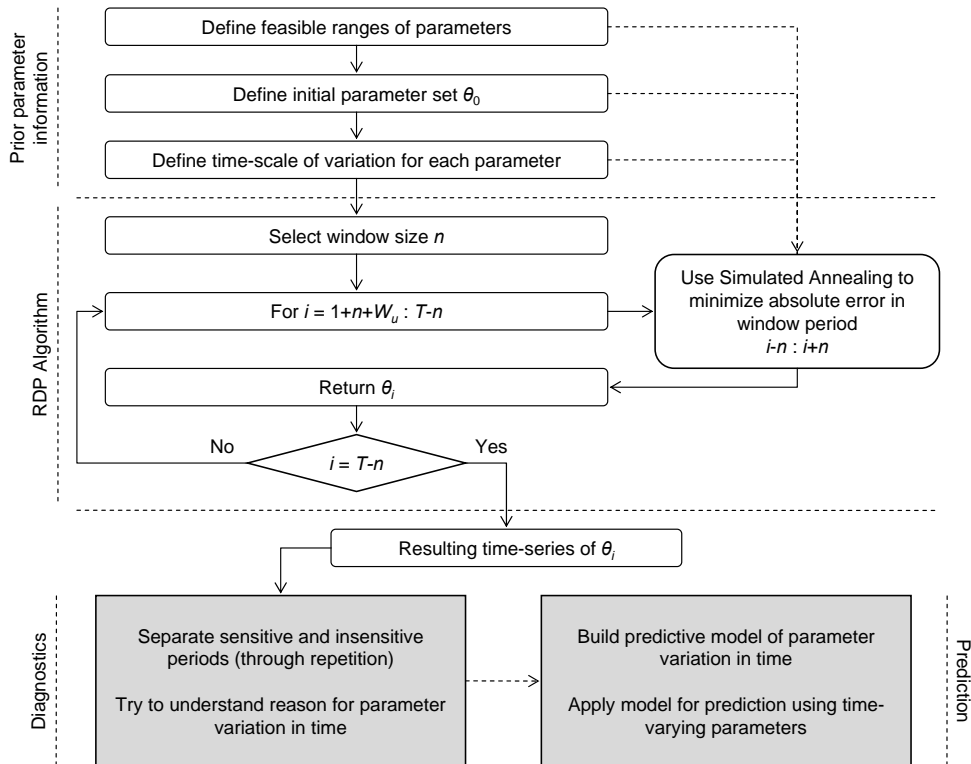 Prior parameter
information
Define feasible ranges of parameters
Define initial parameter set θ0
Define time-scale of variation for each parameter
RDP Algorithm
Select window size n
For i = 1+n+Wu : T-n
Use Simulated Annealing to
minimize absolute error in
window period
i-n : i+n
Return θi
No
i = T-n
Yes
Resulting time-series of θi
Diagnostics
Separate sensitive and insensitive
periods (through repetition)
Try to understand reason for parameter
variation in time
Build predictive model of parameter
variation in time
Apply model for prediction using time-
varying parameters
Prediction